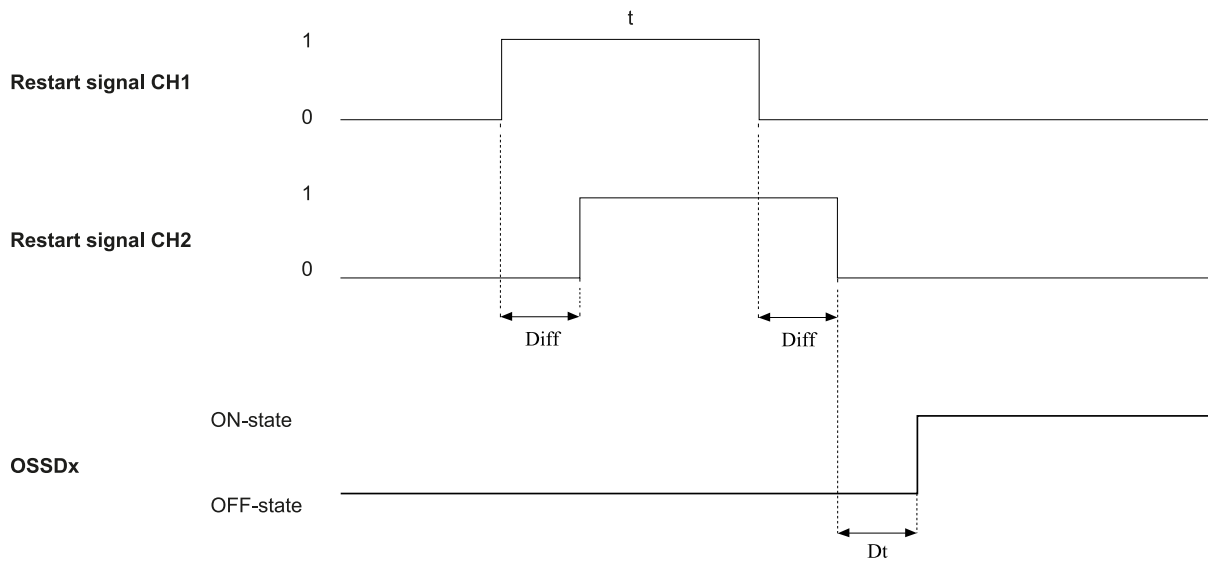 t
1
Restart signal CH1
0
1
Restart signal CH2
0
Diff Diff
ON-state
OSSDx
OFF-state
Dt